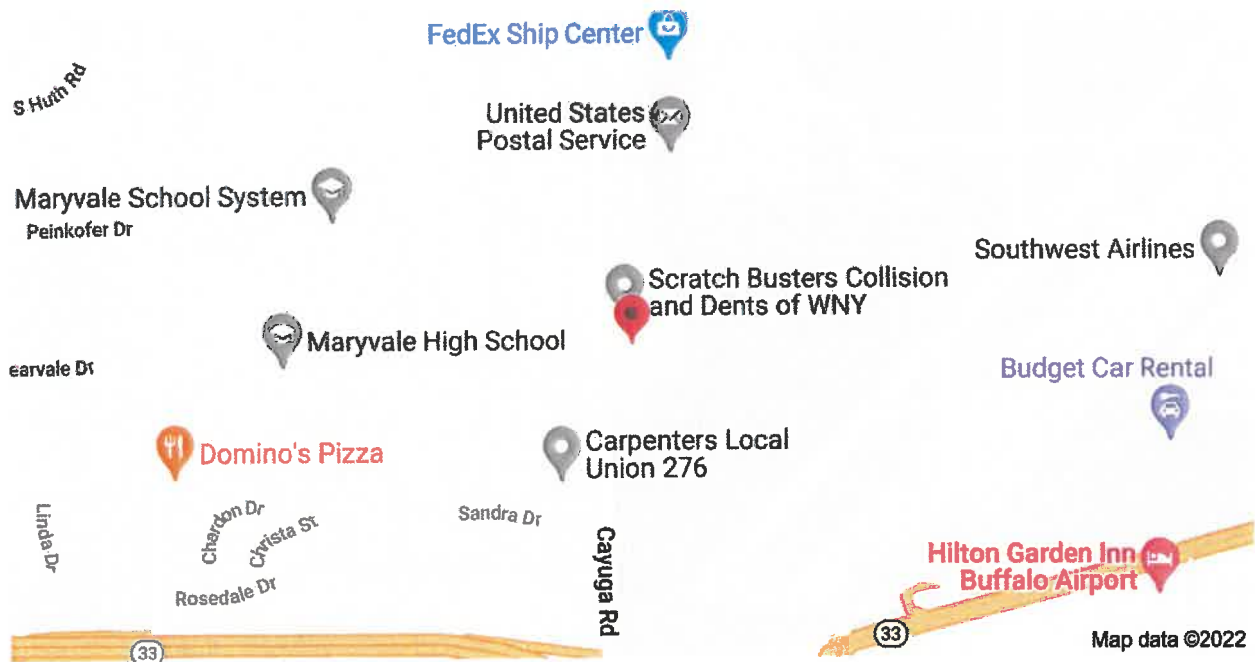 FedEx Ship Center
S Huth Rd
United States
Postal Service
Maryvale School System
Peinkofer Dr
Southwest Airlines
Scratch Busters Collision
and Dents of WNY
Maryvale High School
earvale Dr
Budget Car Rental
Domino's Pizza
Carpenters Local
Union 276
Linda Dr
Chardon Dr
Christa St
Sandra Dr
Cayuga Rd
Rosedale Dr
Hilton Garden Inn
Buffalo Airport
33
33
Map data ©2022